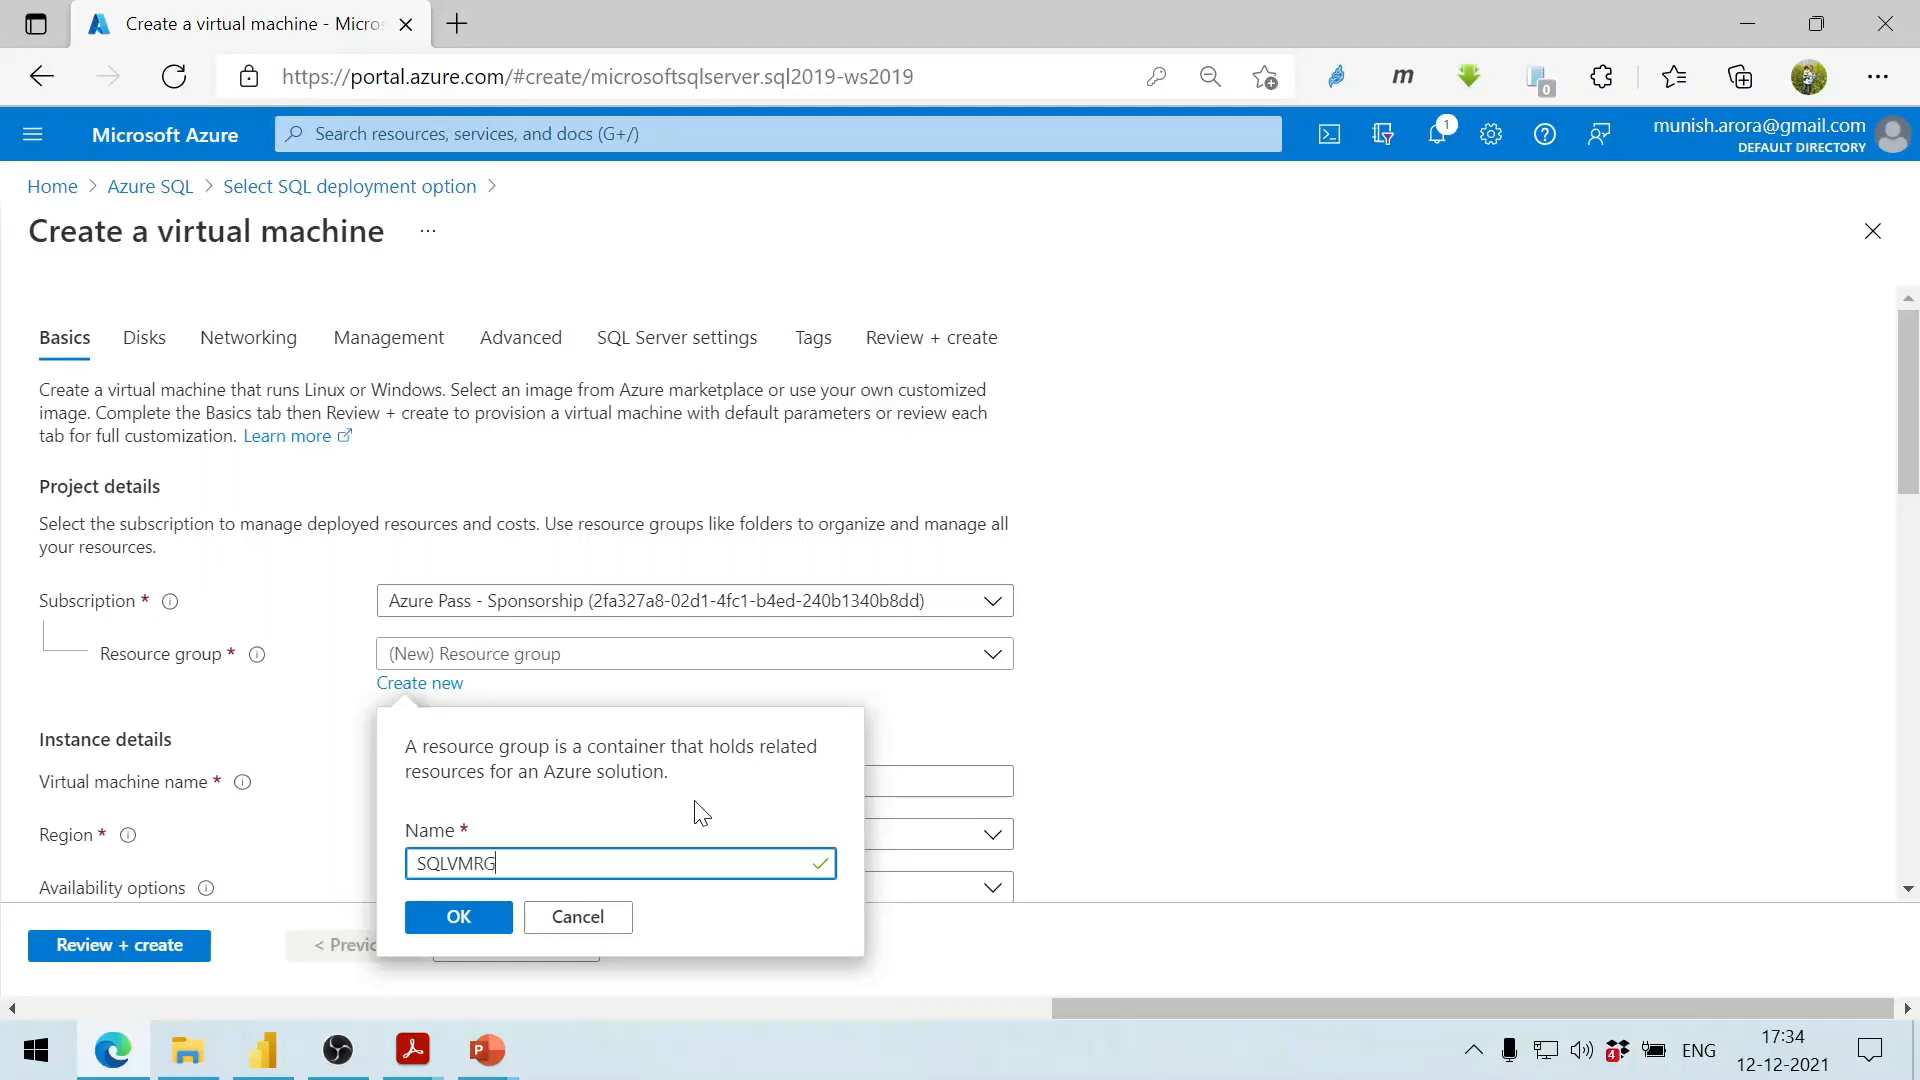 Create a virtual machine - Micros
https://portal.azure.com/#create/microsoftsqlserver.sql2019-ws2019
m
0
Microsoft Azure
Search resources, services, and docs (G+/)
1
munish.arora@gmail.com
DEFAULT DIRECTORY
Home > Azure SQL > Select SQL deployment option >
Create a virtual machine ...
Basics Disks Networking Management Advanced SQL Server settings Tags Review + create
Create a virtual machine that runs Linux or Windows. Select an image from Azure marketplace or use your own customized
image. Complete the Basics tab then Review + create to provision a virtual machine with default parameters or review each
tab for full customization. Learn more
Project details
Select the subscription to manage deployed resources and costs. Use resource groups like folders to organize and manage all
your resources.
Subscription *
Azure Pass - Sponsorship (2fa327a8-02d1-4fc1-b4ed-240b1340b8dd)
Resource group *
(New) Resource group
Create new
A resource group is a container that holds related
resources for an Azure solution.
Name *
SQLVMRG
OK
Cancel
Instance details
Virtual machine name *
Region *
Availability options
Review + create
< Previ
4
ENG
17:34
12-12-2021